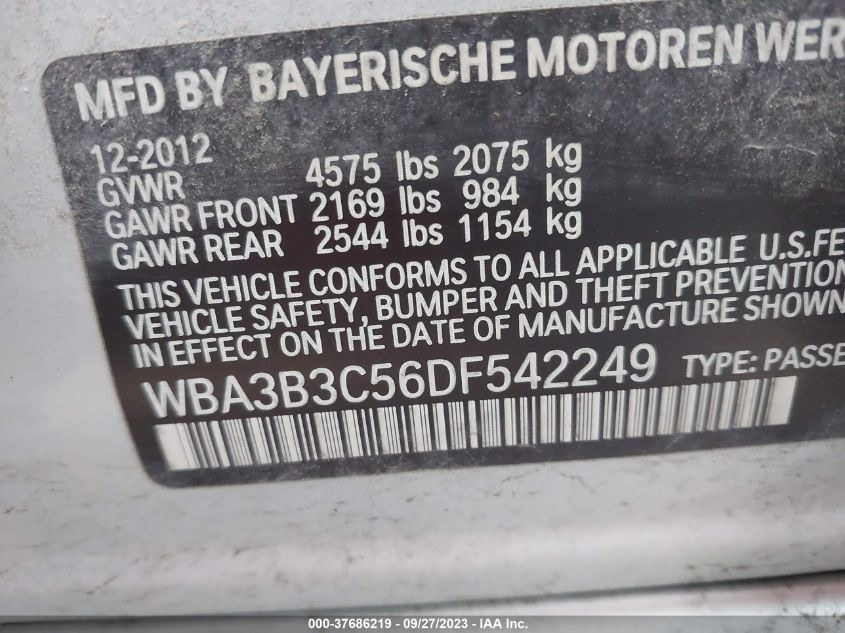 MFD BY BAYERISCHE MOTOREN WER
12-2012
GVWR 4575 lbs 2075 kg
GAWR FRONT 2169 lbs 984 kg
GAWR REAR 2544 lbs 1154 kg
THIS VEHICLE CONFORMS TO ALL APPLICABLE U.S.FE
VEHICLE SAFETY, BUMPER AND THEFT PREVENTION
IN EFFECT ON THE DATE OF MANUFACTURE SHOWN
WBA3B3C56DF542249 TYPE: PASSE
000-37686219 - 09/27/2023 - IAA Inc.